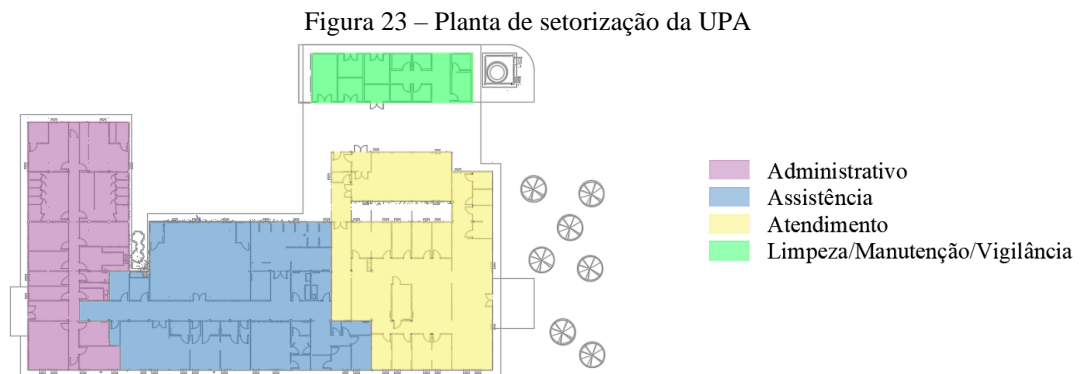 Figura 23 – Planta de setorização da UPA
Administrativo
Assistência
Atendimento
Limpeza/Manutenção/Vigilância